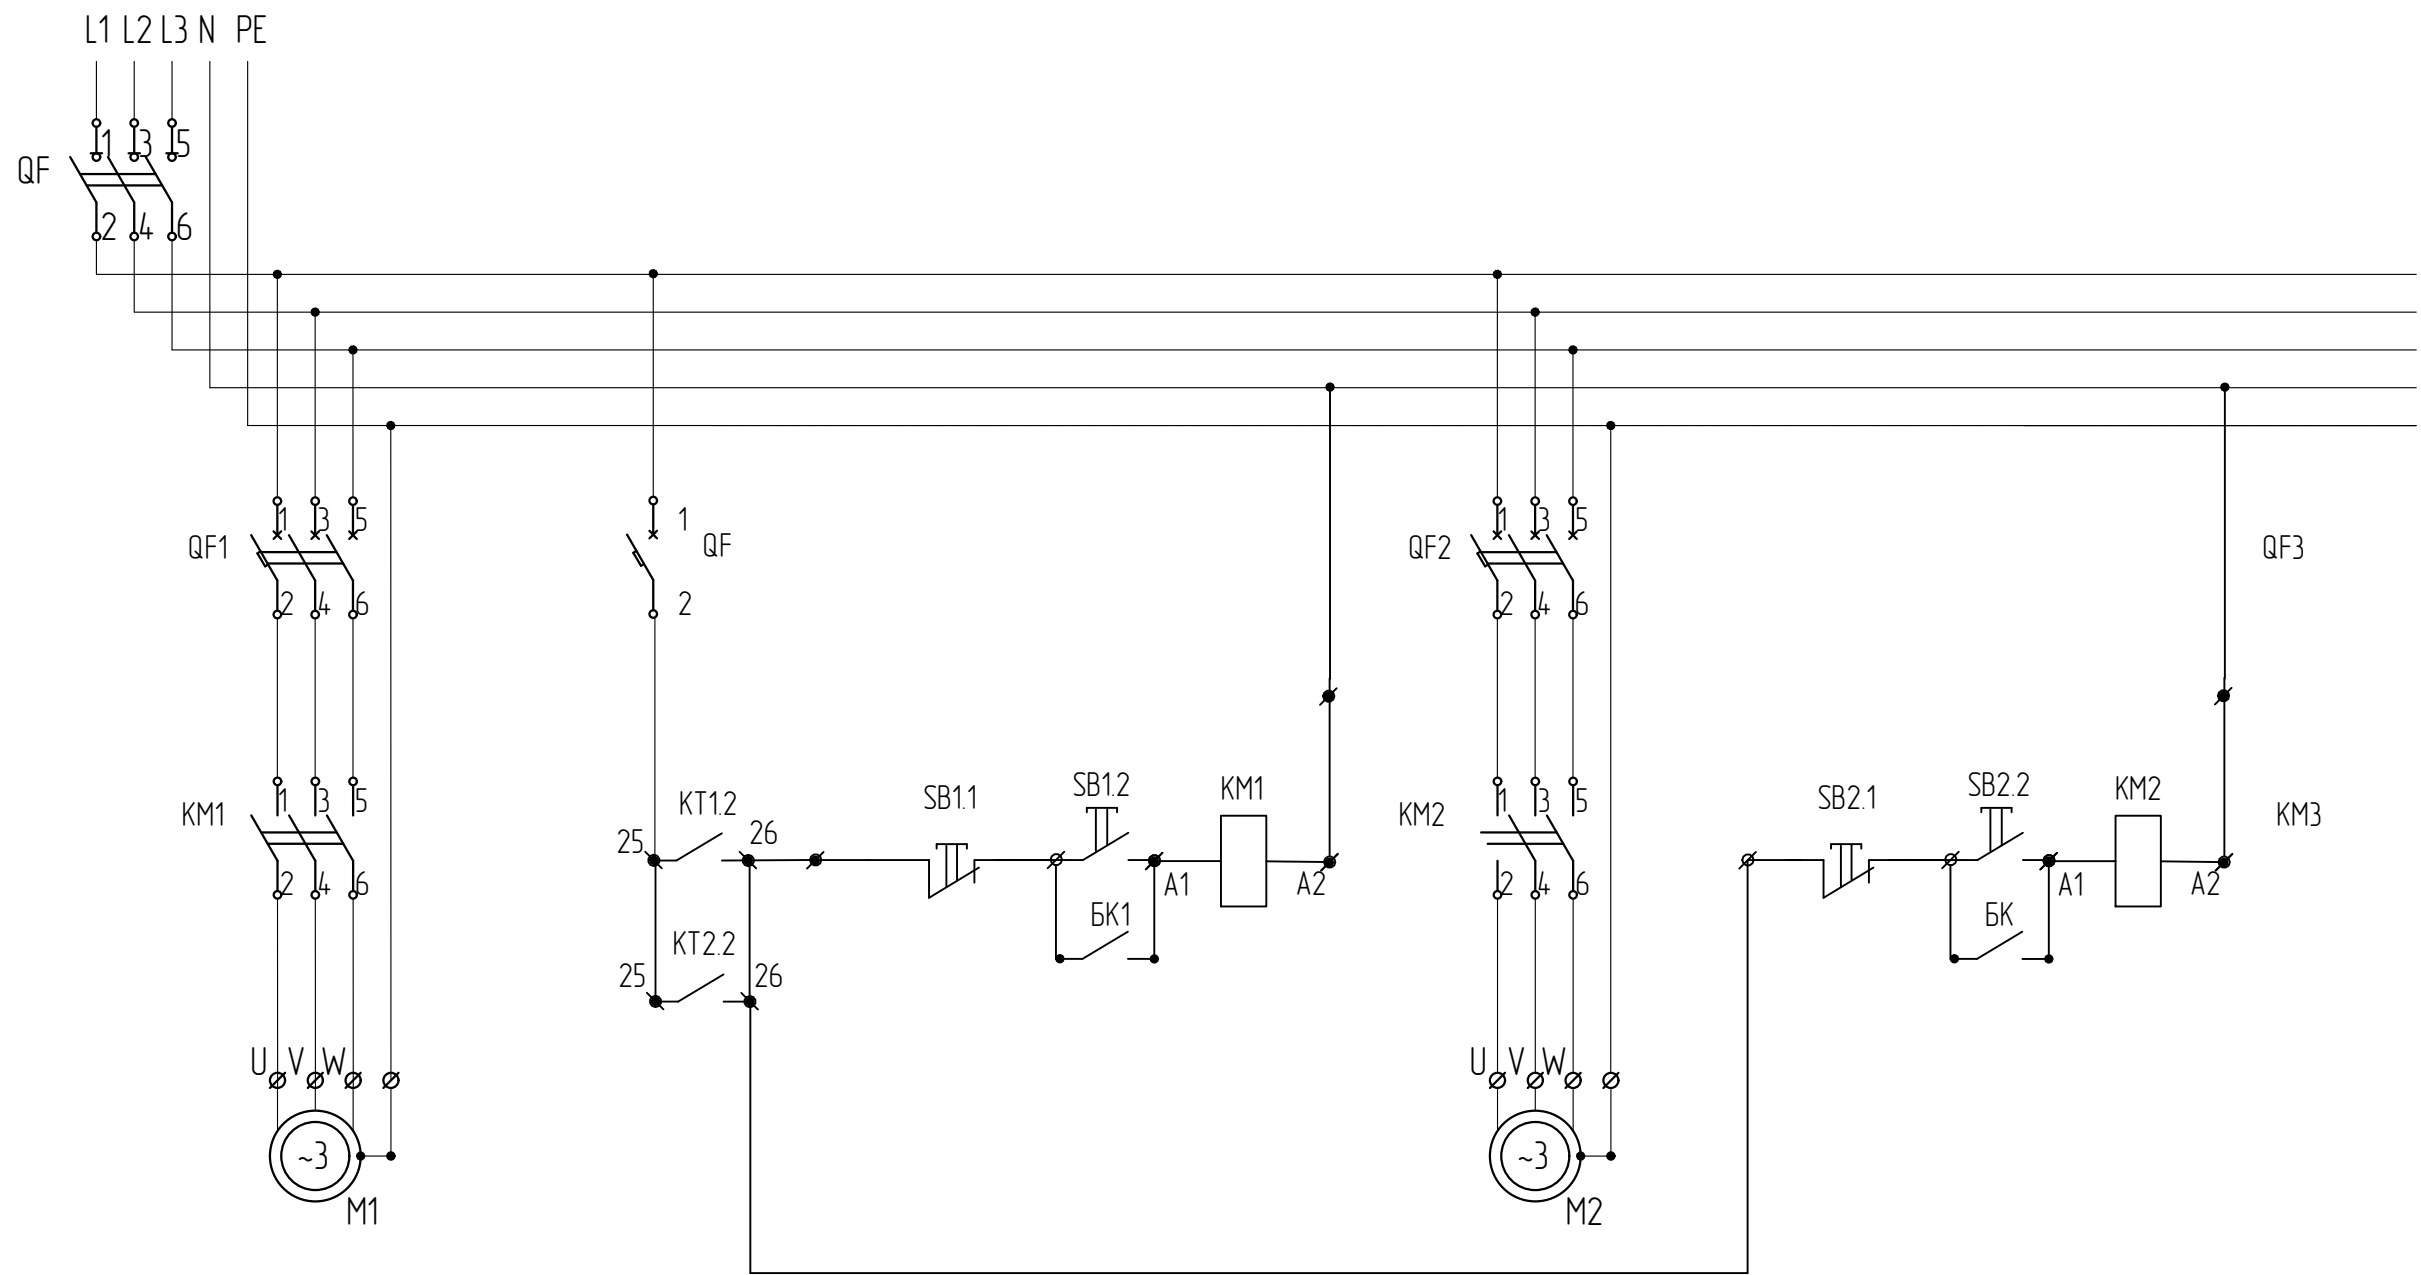 L1 L2 L3 N PE
1 3 5
QF
2 4 6
1 3 5
QF1
2 4 6
1
QF
2
1 3 5
QF2
2 4 6
QF3
KM1
1 3 5
2 4 6
KT1.2
25
26
KT2.2
25
26
SB1.1
SB1.2
БК1
KM1
A1
A2
KM2
1 3 5
2 4 6
SB2.1
SB2.2
БК
KM2
A1
A2
KM3
U V W
~3
M1
U V W
~3
M2